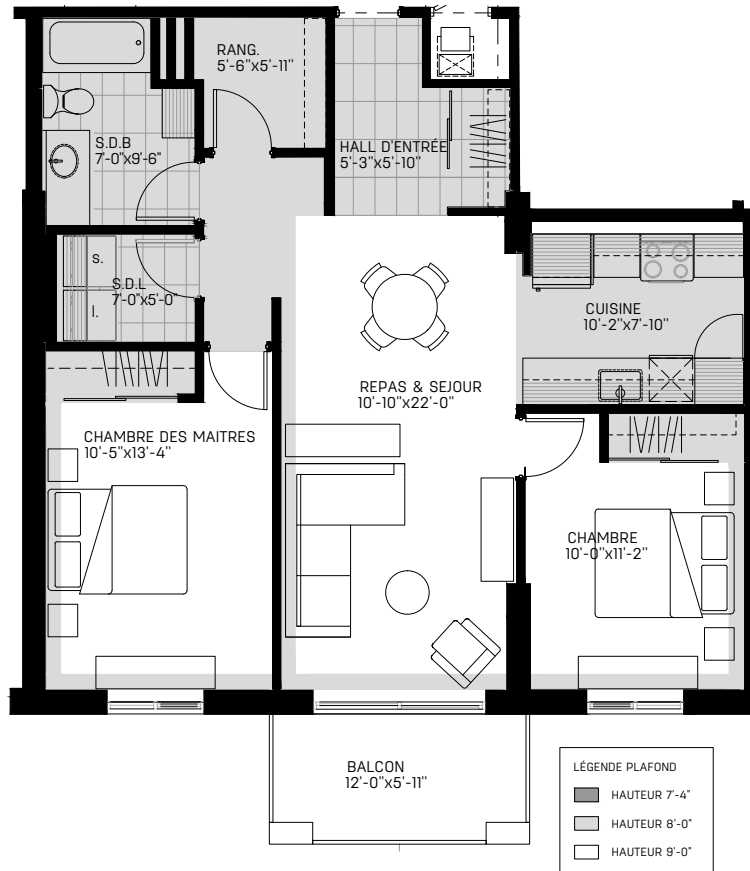 RANG.
5'-6"x5'-11"
HALL D'ENTRÉE
5'-3"x5'-10"
S.D.B
7'-0"x9'-6"
S.
S.D.L
7'-0"x5'-0"
l.
CUISINE
10'-2"x7'-10"
REPAS & SEJOUR
10'-10"x22'-0"
CHAMBRE DES MAITRES
10'-5"x13'-4"
CHAMBRE
10'-0"x11'-2"
BALCON
12'-0"x5'-11"
LÉGENDE PLAFOND
HAUTEUR 7'-4"
HAUTEUR 8'-0"
HAUTEUR 9'-0"